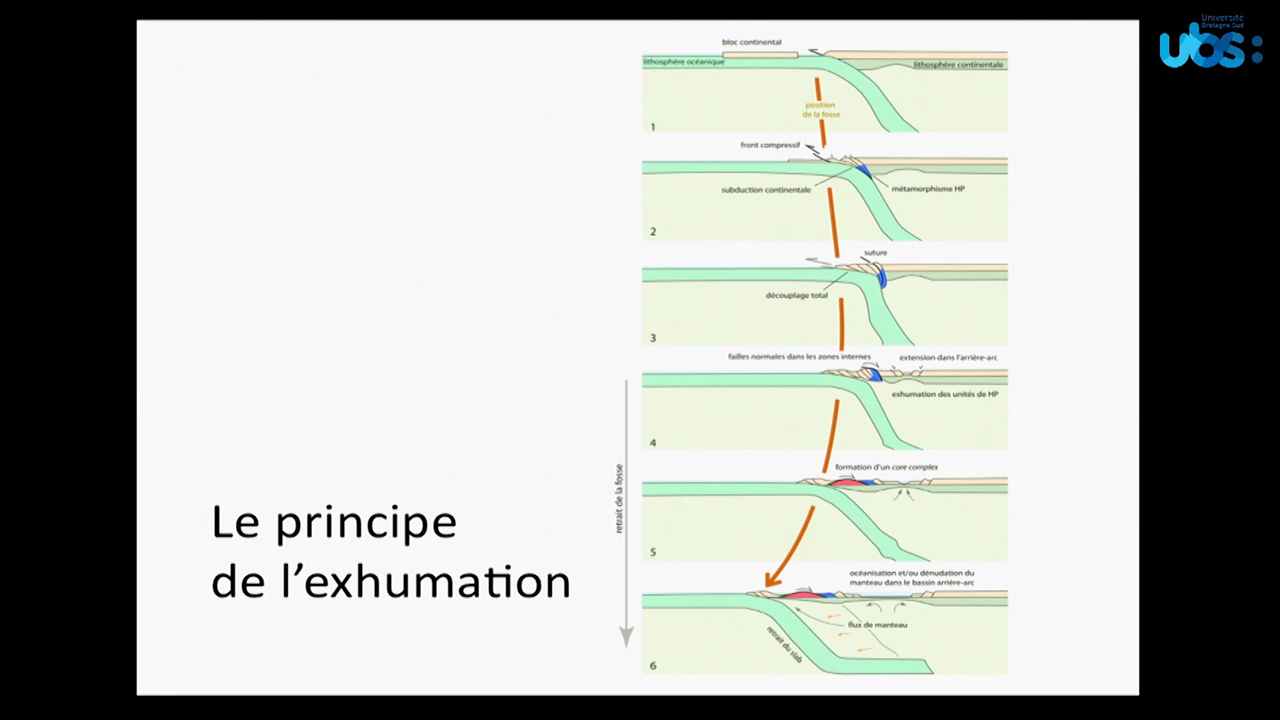 Université
Bretagne Sud
ubs:
bloc continental
lithosphère océanique
lithosphère continentale
position
de la fosse
1
front compressif
subduction continentale
métamorphisme HP
2
suture
découplage total
3
failles normales dans les zones internes
extension dans l'arrière-arc
exhumation des unités de HP
4
retrait de la fosse
formation d'un core complex
5
Le principe
de l'exhumation
océanisation et/ou dénudation du
manteau dans le bassin arrière-arc
flux de manteau
retrait du slab
6